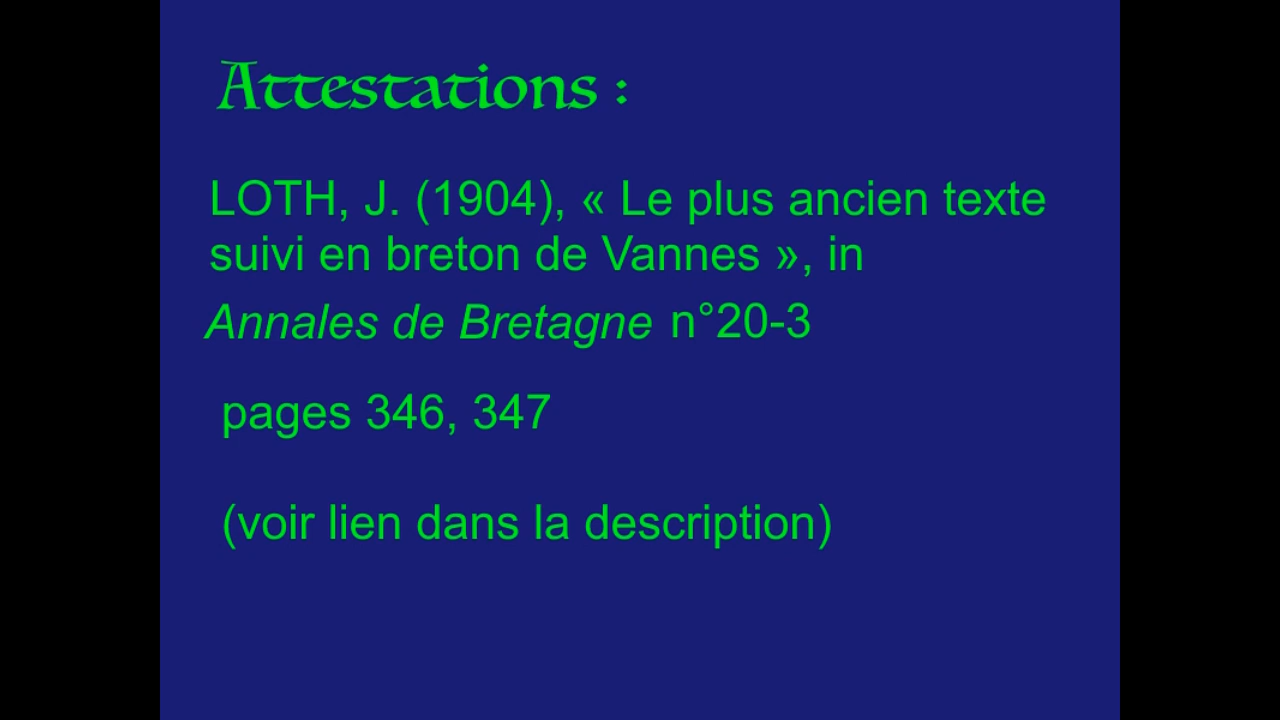 Attestations :
LOTH, J. (1904), « Le plus ancien texte
suivi en breton de Vannes », in
Annales de Bretagne n°20-3
pages 346, 347
(voir lien dans la description)